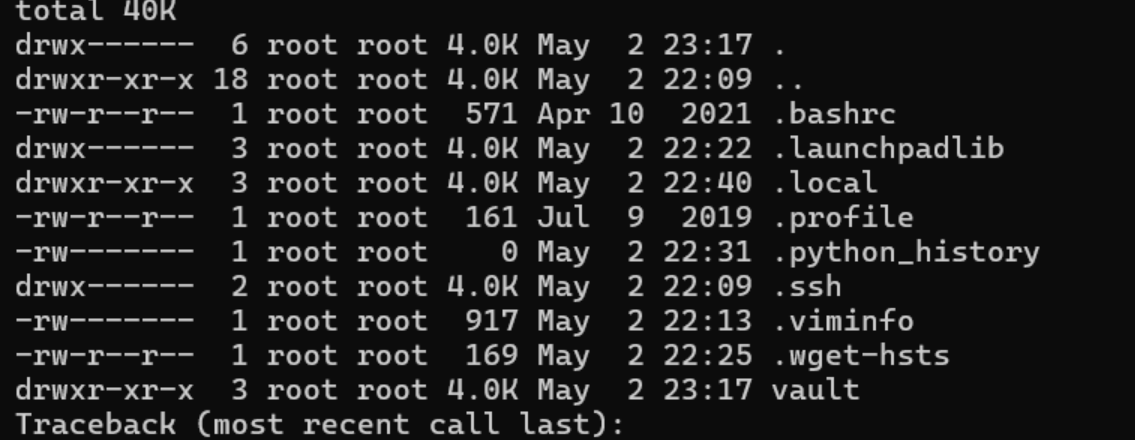 total 40K
drwx------  6 root root 4.0K May  2 23:17 .
drwxr-xr-x 18 root root 4.0K May  2 22:09 ..
-rw-r--r--  1 root root  571 Apr 10  2021 .bashrc
drwx------  3 root root 4.0K May  2 22:22 .launchpadlib
drwxr-xr-x  3 root root 4.0K May  2 22:40 .local
-rw-r--r--  1 root root  161 Jul  9  2019 .profile
-rw-------  1 root root    0 May  2 22:31 .python_history
drwx------  2 root root 4.0K May  2 22:09 .ssh
-rw-------  1 root root  917 May  2 22:13 .viminfo
-rw-r--r--  1 root root  169 May  2 22:25 .wget-hsts
drwxr-xr-x  3 root root 4.0K May  2 23:17 vault
Traceback (most recent call last):